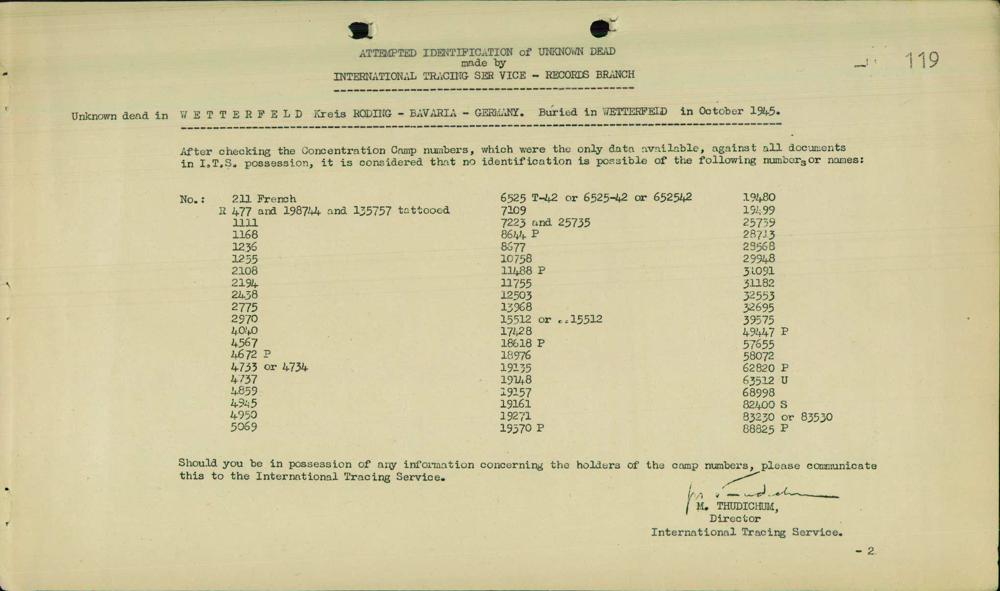 119
ATTEMPTED IDENTIFICATION of UNKNOWN DEAD
made by
INTERNATIONAL TRACING SER VICE - RECORDS BRANCH
Unknown dead in W E T T E R F E L D Kreis RODING - BAVARIA - GERMANY. Buried in WETTERFELD in October 1945.
After checking the Concentration Camp numbers, which were the only data available, against all documents
in I.T.S. possession, it is considered that no identification is possible of the following numbers or names:
No.: 211 French
R 477 and 198744 and 135757 tattooed
1111
1168
1236
1255
2108
2194
2438
2775
2970
4040
4567
4672 P
4733 or 4734
4737
4859
4945
4950
5069
6525 T-42 or 6525-42 or 652542
7109
7223 and 25735
8644 P
8677
10758
11488 P
11755
12503
13968
15512 or ..15512
17428
18618 P
18976
19135
19148
19157
19161
19271
19370 P
19480
19499
25739
28713
29568
29948
31091
31182
32553
32695
39575
49447 P
57655
58072
62820 P
63512 U
68998
82400 S
83230 or 83530
88825 P
Should you be in possession of any information concerning the holders of the camp numbers, please communicate
this to the International Tracing Service.
M. THUDICHUM,
Director
International Tracing Service.
- 2